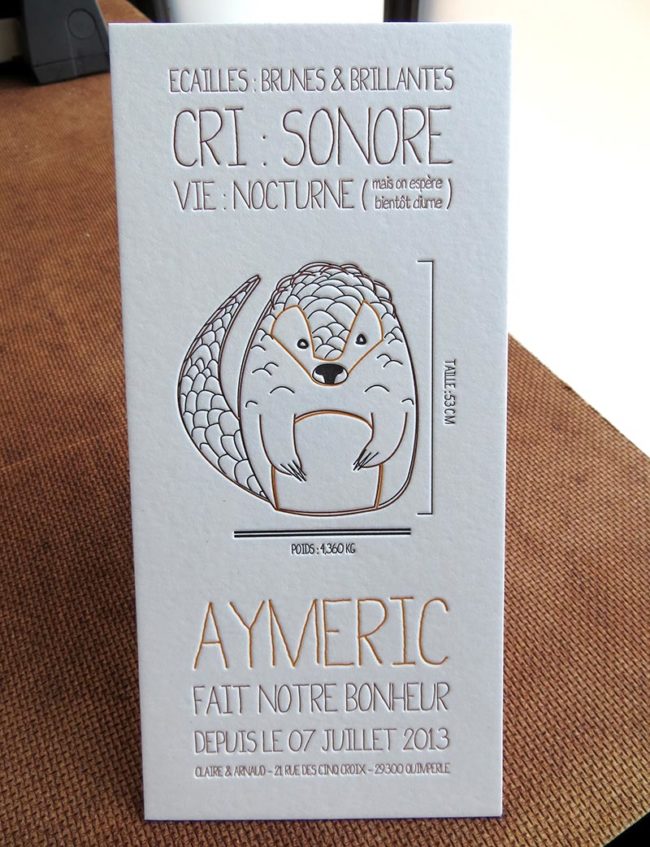 ECAILLES : BRUNES & BRILLANTES
CRI : SONORE
VIE : NOCTURNE ( mais on espère bientôt diurne )
TAILLE : 53 CM
POIDS : 4,360 KG
AYMERIC
FAIT NOTRE BONHEUR
DEPUIS LE 07 JUILLET 2013
CLAIRE & ARNAUD - 21 RUE DES CINQ CROIX - 29300 QUIMPERLE